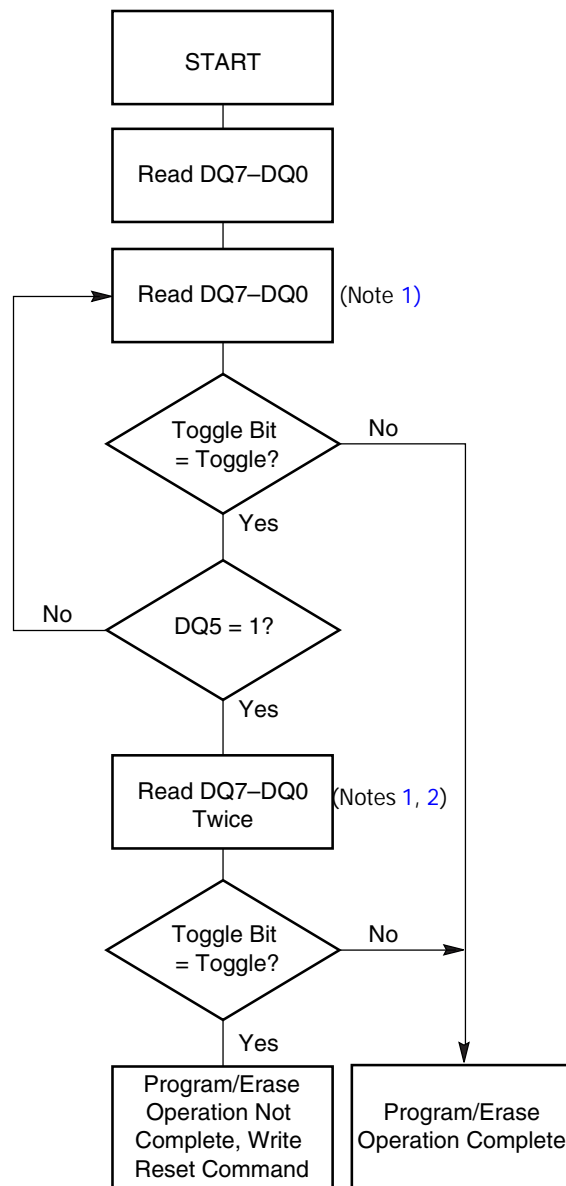 START
Read DQ7–DQ0
Read DQ7–DQ0
(Note 1)
Toggle Bit
= Toggle?
No
Yes
No
DQ5 = 1?
Yes
Read DQ7–DQ0
Twice
(Notes 1, 2)
Toggle Bit
= Toggle?
No
Yes
Program/Erase
Operation Not
Complete, Write
Reset Command
Program/Erase
Operation Complete